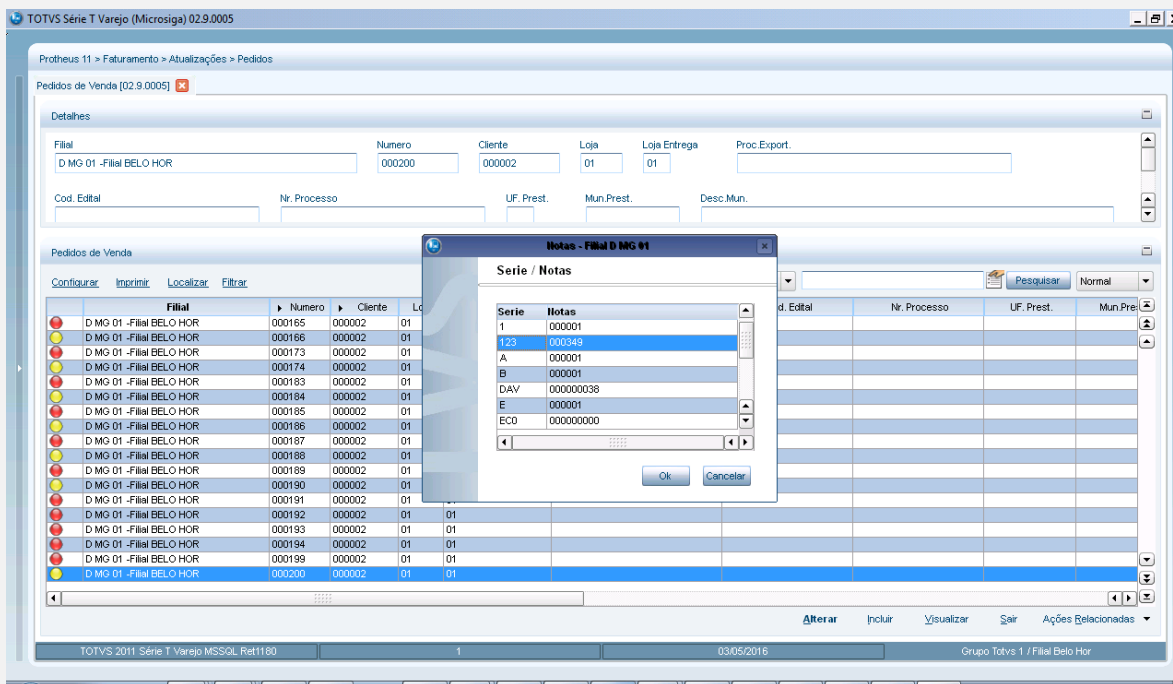 TOTVS Série T Varejo (Microsiga) 02.9.0005
Protheus 11 > Faturamento > Atualizações > Pedidos
Pedidos de Venda [02.9.0005]
Detalhes
Filial Numero Cliente Loja Loja Entrega Proc.Export.
D MG 01 -Filial BELO HOR 000200 000002 01 01
Cod. Edital Nr. Processo UF. Prest. Mun.Prest. Desc.Mun.
Pedidos de Venda
Configurar Imprimir Localizar Filtrar
Pesquisar Normal
Filial Numero Cliente Lo d. Edital Nr. Processo UF. Prest. Mun.Pre
D MG 01 -Filial BELO HOR 000165 000002 01
D MG 01 -Filial BELO HOR 000166 000002 01
D MG 01 -Filial BELO HOR 000173 000002 01
D MG 01 -Filial BELO HOR 000174 000002 01
D MG 01 -Filial BELO HOR 000183 000002 01
D MG 01 -Filial BELO HOR 000184 000002 01
D MG 01 -Filial BELO HOR 000185 000002 01
D MG 01 -Filial BELO HOR 000186 000002 01
D MG 01 -Filial BELO HOR 000187 000002 01
D MG 01 -Filial BELO HOR 000188 000002 01
D MG 01 -Filial BELO HOR 000189 000002 01
D MG 01 -Filial BELO HOR 000190 000002 01
D MG 01 -Filial BELO HOR 000191 000002 01
D MG 01 -Filial BELO HOR 000192 000002 01 01
D MG 01 -Filial BELO HOR 000193 000002 01 01
D MG 01 -Filial BELO HOR 000194 000002 01 01
D MG 01 -Filial BELO HOR 000199 000002 01 01
D MG 01 -Filial BELO HOR 000200 000002 01 01
Notas - Filial D MG 01
Serie / Notas
Serie Notas
1 000001
123 000349
A 000001
B 000001
DAV 000000038
E 000001
EC0 000000000
Ok Cancelar
Alterar Incluir Visualizar Sair Ações Relacionadas
TOTVS 2011 Série T Varejo MSSQL Ret1180 1 03/05/2016 Grupo Totvs 1 / Filial Belo Hor